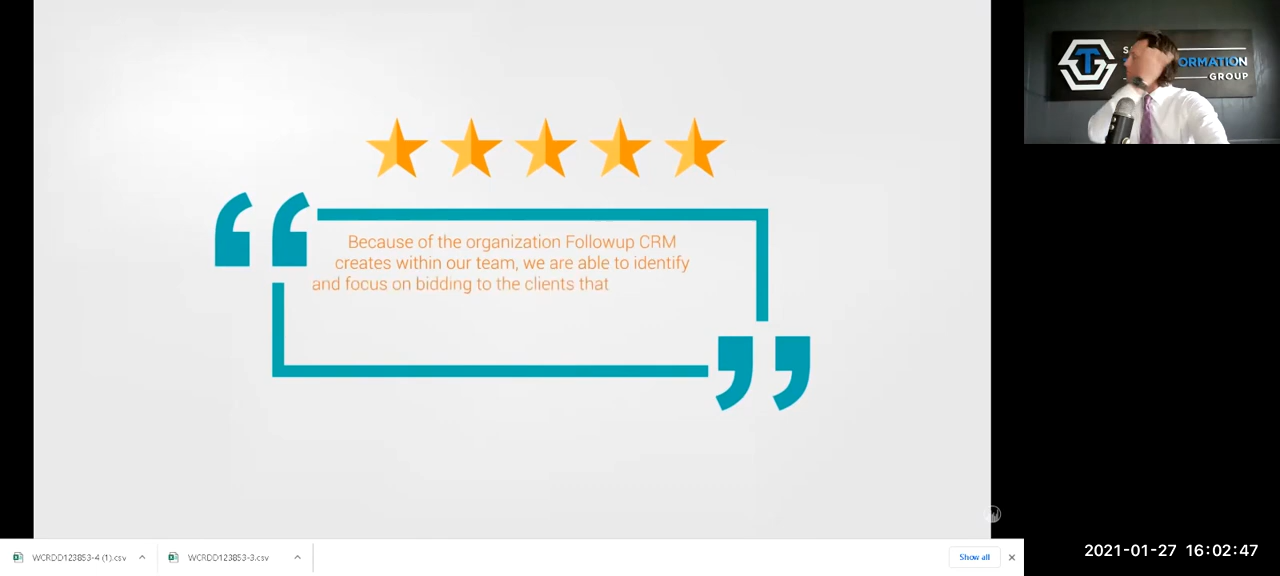 Because of the organization Followup CRM
creates within our team, we are able to identify
and focus on bidding to the clients that
ORMATION
GROUP
WCRDD123853-4 (1).csv
WCRDD123853-3.csv
Show all
2021-01-27 16:02:47